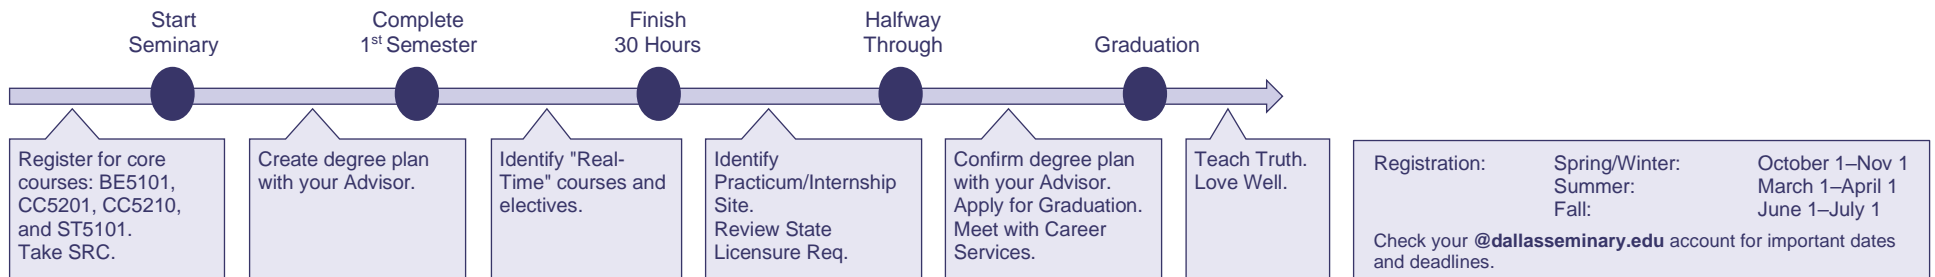 Start
Seminary
Complete
1st Semester
Finish
30 Hours
Halfway
Through
Graduation
Register for core
courses: BE5101,
CC5201, CC5210,
and ST5101.
Take SRC.
Create degree plan
with your Advisor.
Identify "Real-
Time" courses and
electives.
Identify
Practicum/Internship
Site.
Review State
Licensure Req.
Confirm degree plan
with your Advisor.
Apply for Graduation.
Meet with Career
Services.
Teach Truth.
Love Well.
Registration: Spring/Winter: October 1–Nov 1
Summer: March 1–April 1
Fall: June 1–July 1
Check your @dallasseminary.edu account for important dates
and deadlines.